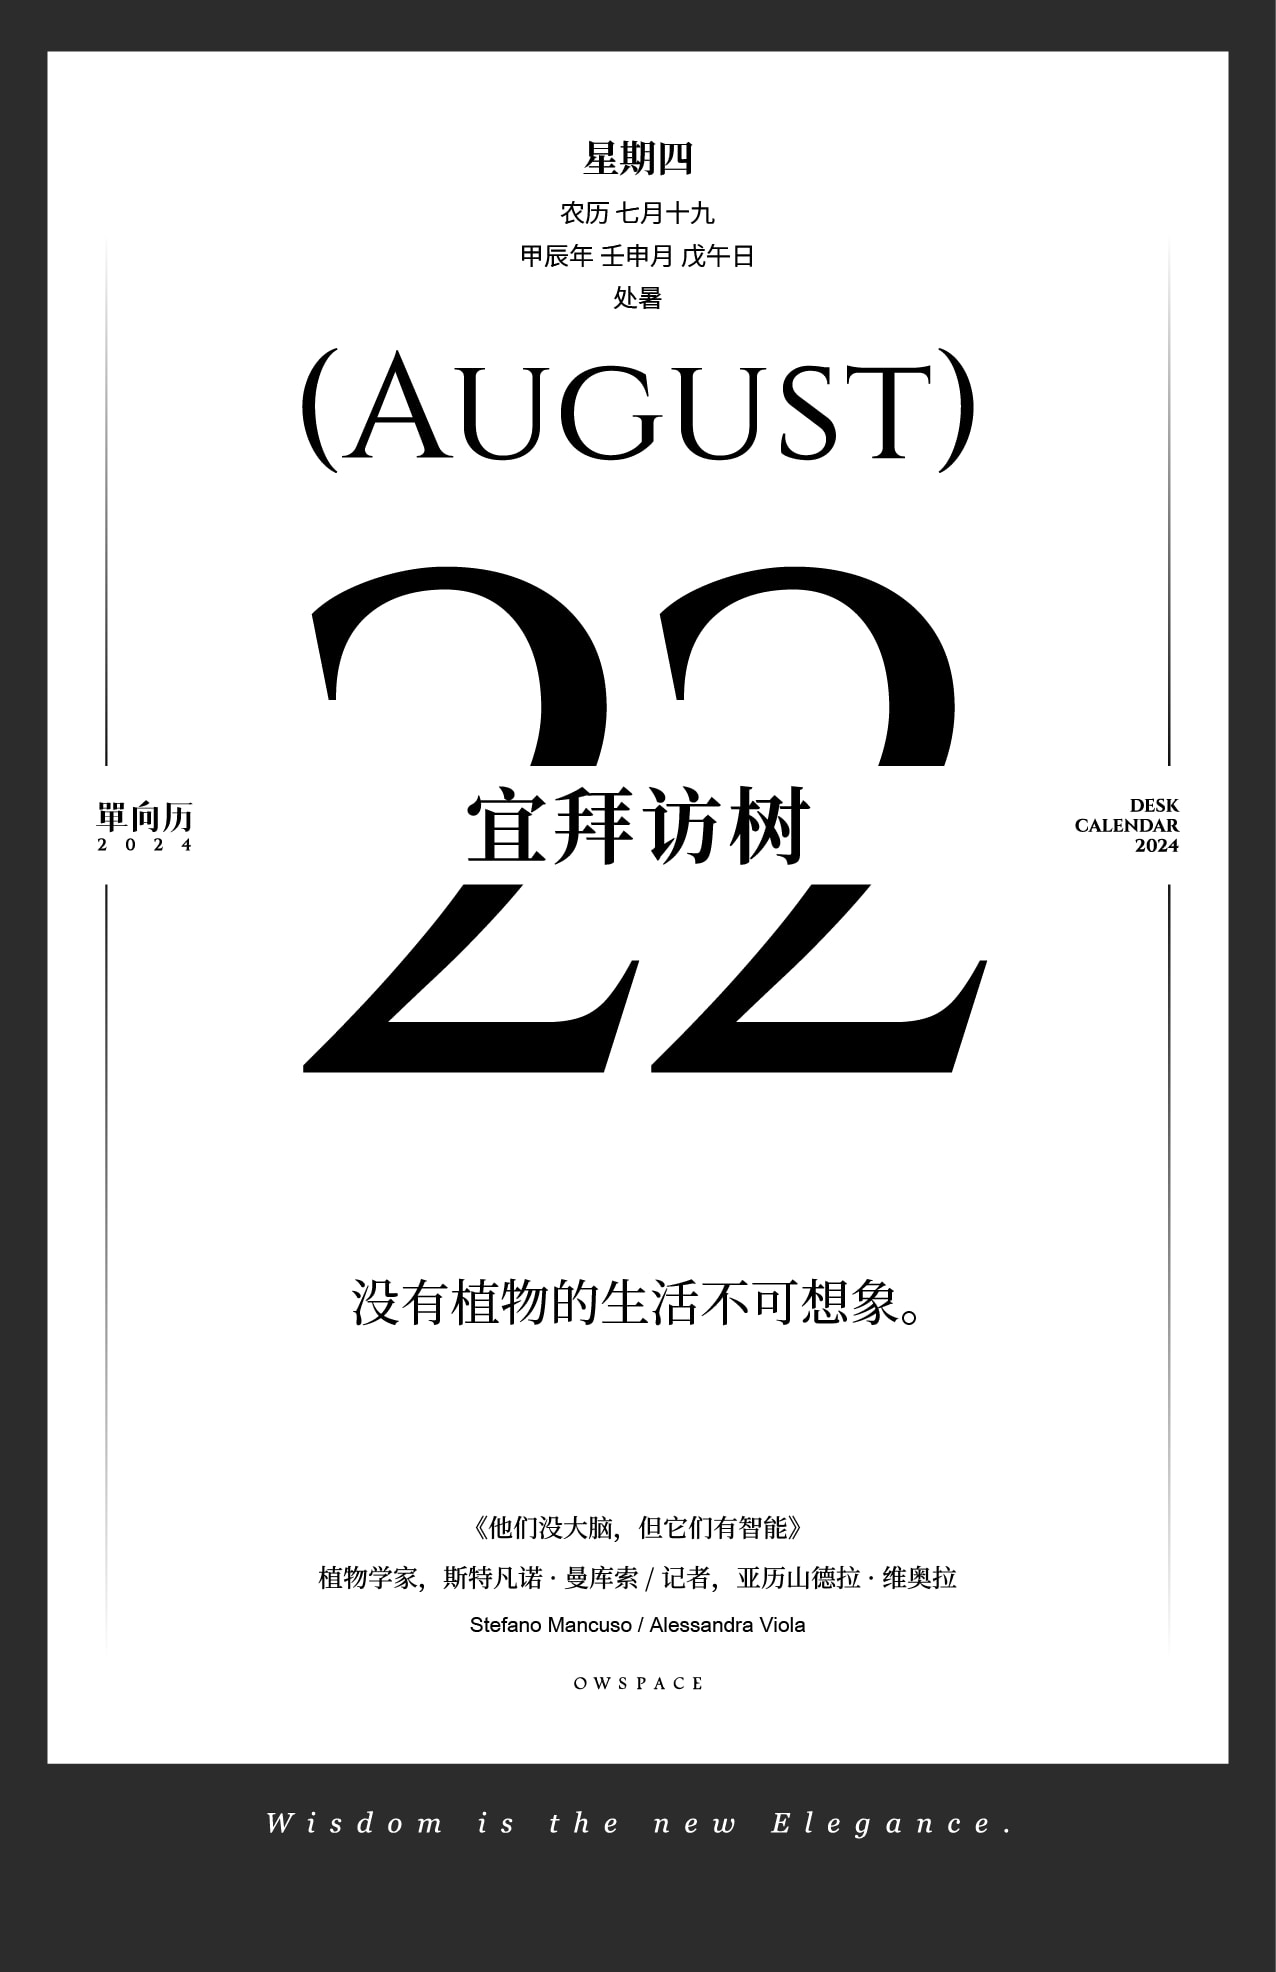 星期四
农历 七月十九
甲辰年 壬申月 戊午日
处暑
(AUGUST)
22
單向历
2 0 2 4
宜拜访树
DESK
CALENDAR
2024
没有植物的生活不可想象。
《他们没大脑，但它们有智能》
植物学家，斯特凡诺 · 曼库索 / 记者，亚历山德拉 · 维奥拉
Stefano Mancuso / Alessandra Viola
OWSPACE
Wisdom is the new Elegance.